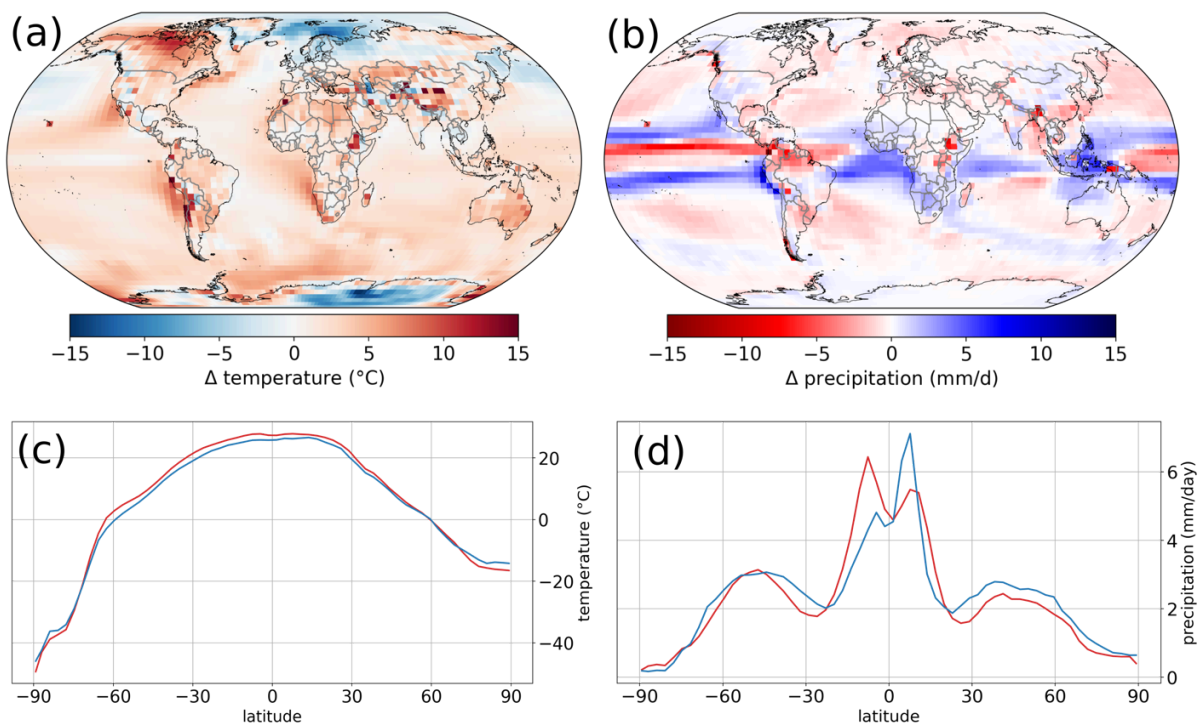 (a)
(b)
−15 −10 −5 0 5 10 15
Δ temperature (°C)
−15 −10 −5 0 5 10 15
Δ precipitation (mm/d)
(c)
20
0
−20
−40
temperature (°C)
−90 −60 −30 0 30 60 90
latitude
(d)
6
4
2
0
precipitation (mm/day)
−90 −60 −30 0 30 60 90
latitude